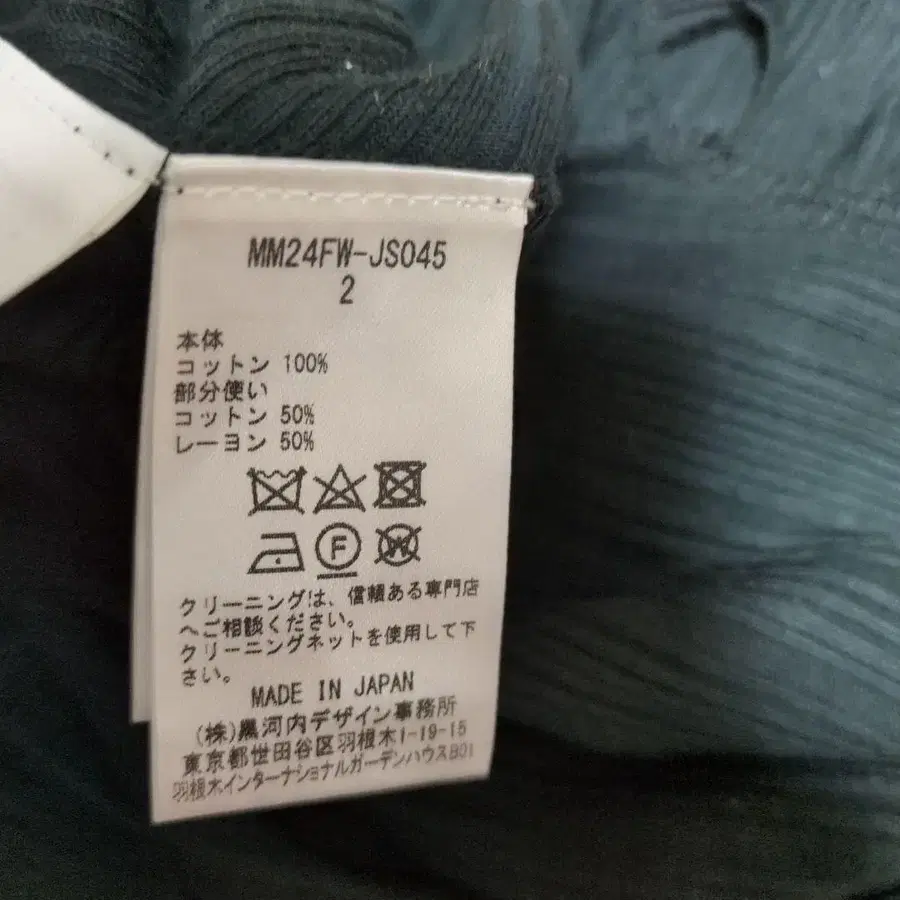 MM24FW-JS045
2
本体
コットン 100%
部分使い
コットン 50%
レーヨン 50%
F W
クリーニングは、信頼ある専門店
へご相談ください。
クリーニングネットを使用して下
さい。
MADE IN JAPAN
(株)黒河内デザイン事務所
東京都世田谷区羽根木1-19-15
羽根木インターナショナルガーデンハウスB01